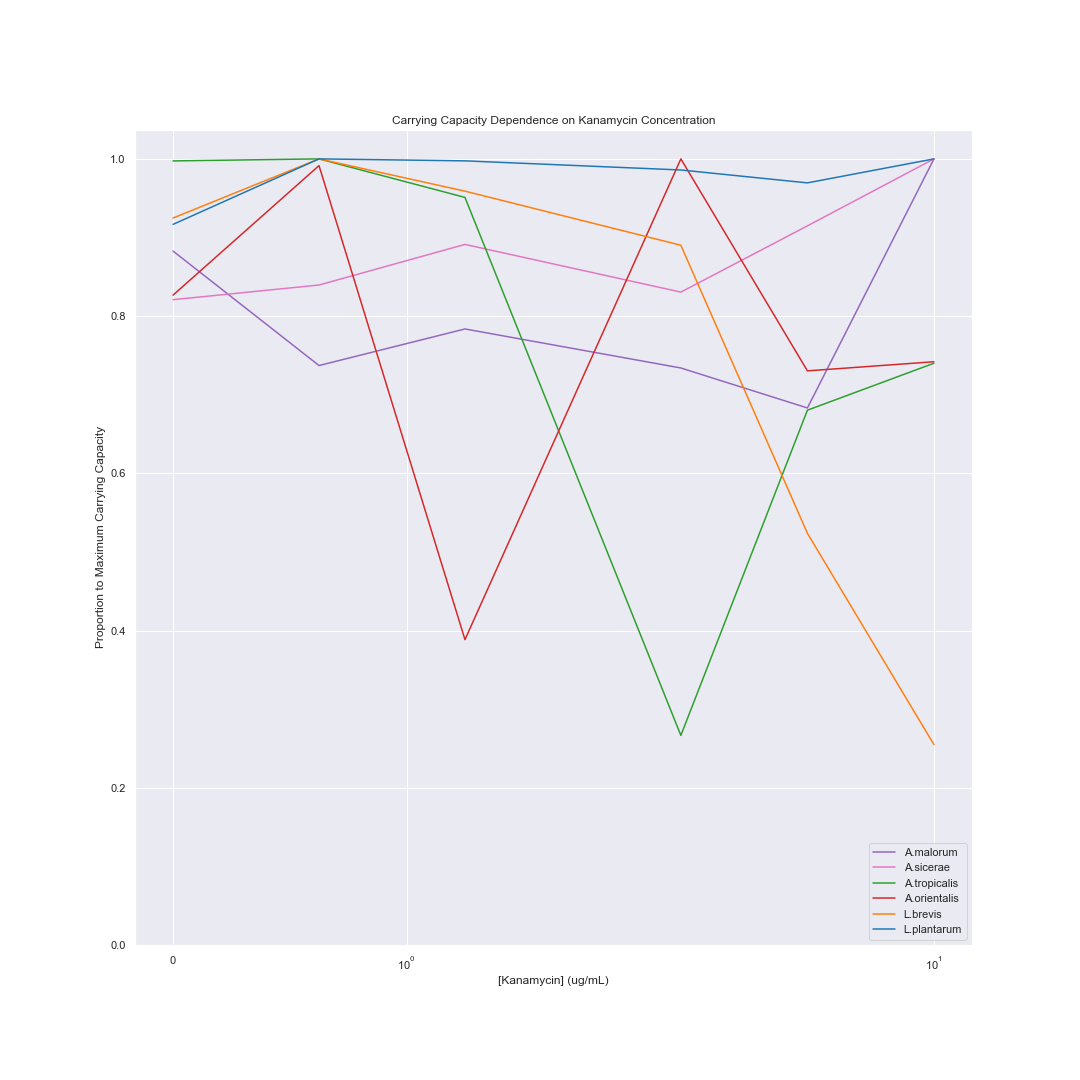 Carrying Capacity Dependence on Kanamycin Concentration
Proportion to Maximum Carrying Capacity
1.0
0.8
0.6
0.4
0.2
0.0
0 10⁰ 10¹
[Kanamycin] (ug/mL)
A.malorum
A.sicerae
A.tropicalis
A.orientalis
L.brevis
L.plantarum